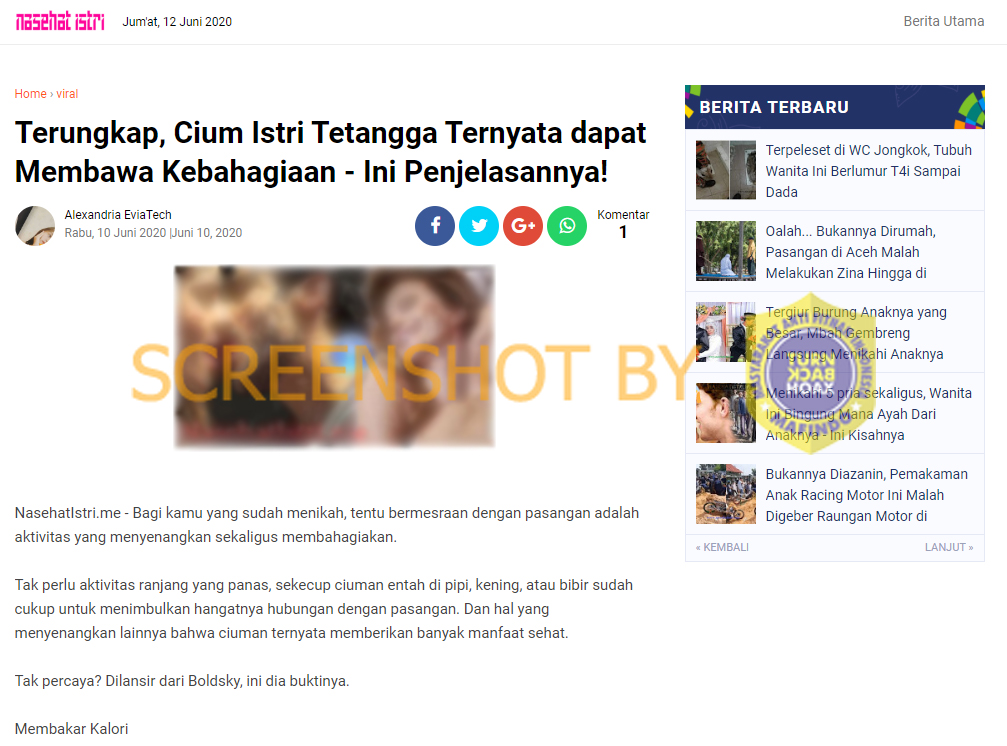 nasehat istri
Jum'at, 12 Juni 2020
Berita Utama
Home › viral
Terungkap, Cium Istri Tetangga Ternyata dapat
Membawa Kebahagiaan - Ini Penjelasannya!
Alexandria EviaTech
Rabu, 10 Juni 2020 |Juni 10, 2020
Komentar
1
SCREENSHOT BY
NasehatIstri.me - Bagi kamu yang sudah menikah, tentu bermesraan dengan pasangan adalah
aktivitas yang menyenangkan sekaligus membahagiakan.
Tak perlu aktivitas ranjang yang panas, sekecup ciuman entah di pipi, kening, atau bibir sudah
cukup untuk menimbulkan hangatnya hubungan dengan pasangan. Dan hal yang
menyenangkan lainnya bahwa ciuman ternyata memberikan banyak manfaat sehat.
Tak percaya? Dilansir dari Boldsky, ini dia buktinya.
Membakar Kalori
BERITA TERBARU
Terpeleset di WC Jongkok, Tubuh
Wanita Ini Berlumur T4i Sampai
Dada
Oalah... Bukannya Dirumah,
Pasangan di Aceh Malah
Melakukan Zina Hingga di
Tergiur Burung Anaknya yang
Besar, Mbah Gembreng
Langsung Menikahi Anaknya
Menikahi 5 pria sekaligus, Wanita
Ini Bingung Mana Ayah Dari
Anaknya - Ini Kisahnya
Bukannya Diazanin, Pemakaman
Anak Racing Motor Ini Malah
Digeber Raungan Motor di
« KEMBALI
LANJUT »
MASYARAKAT ANTI FITNAH INDONESIA
TURN
BACK
HOAX
MAFINDO